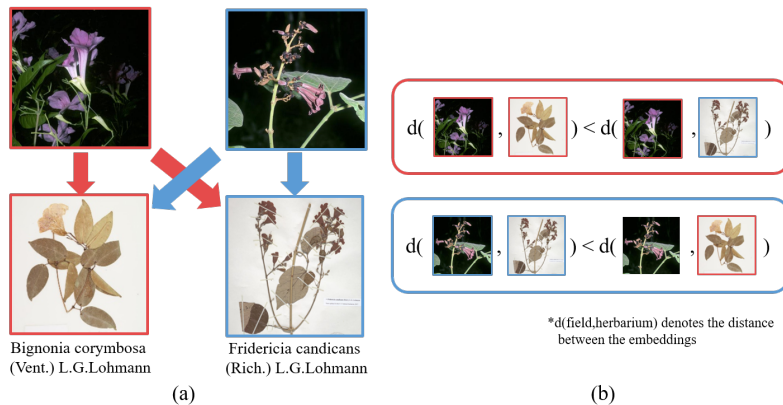 Bignonia corymbosa
(Vent.) L.G.Lohmann
Fridericia candicans
(Rich.) L.G.Lohmann
(a)
d( , ) < d( , )
d( , ) < d( , )
*d(field,herbarium) denotes the distance
between the embeddings
(b)